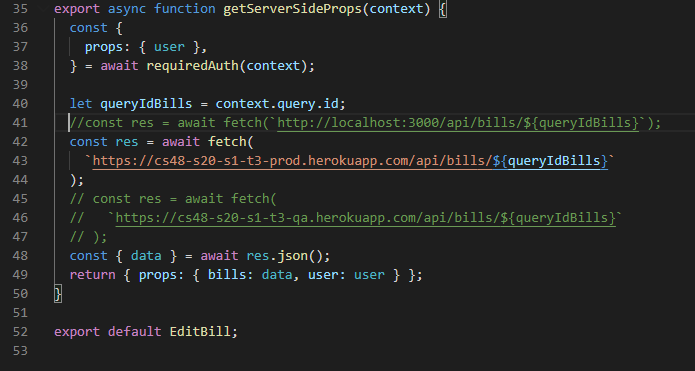 35 export async function getServerSideProps(context) {
36 const {
37 props: { user },
38 } = await requiredAuth(context);
39
40 let queryIdBills = context.query.id;
41 //const res = await fetch(`http://localhost:3000/api/bills/${queryIdBills}`);
42 const res = await fetch(
43 `https://cs48-s20-s1-t3-prod.herokuapp.com/api/bills/${queryIdBills}`
44 );
45 // const res = await fetch(
46 // `https://cs48-s20-s1-t3-qa.herokuapp.com/api/bills/${queryIdBills}`
47 // );
48 const { data } = await res.json();
49 return { props: { bills: data, user: user } };
50 }
51
52 export default EditBill;
53